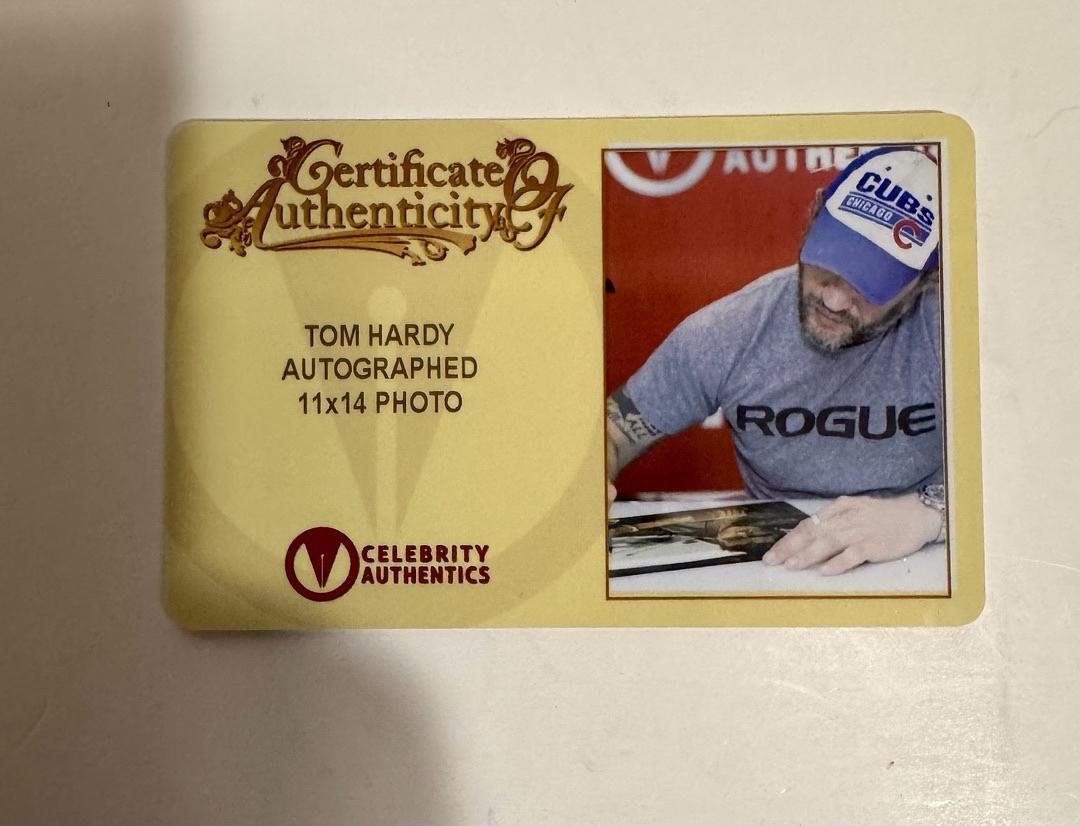 Certificate Of
Authenticity
TOM HARDY
AUTOGRAPHED
11x14 PHOTO
CELEBRITY
AUTHENTICS
CUBS
CHICAGO
C
ROGUE